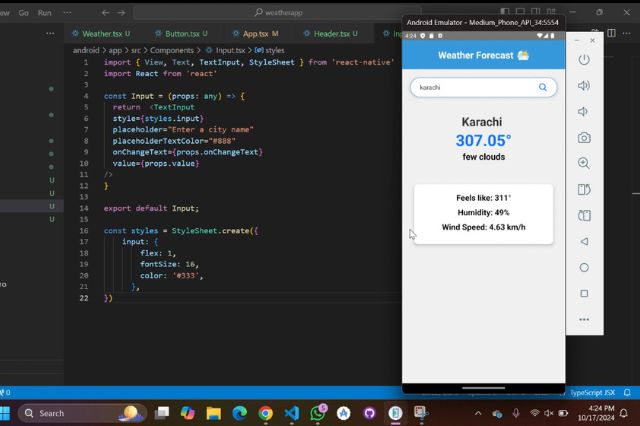 iew Go Run ···
weatherapp
Weather.tsx
Button.tsx
App.tsx
Header.tsx
android > app > src > Components > Input.tsx > styles
1 import { View, Text, TextInput, StyleSheet } from 'react-native'
2 import React from 'react'
3
4 const Input = (props: any) => {
5 return <TextInput
6 style={styles.input}
7 placeholder="Enter a city name"
8 placeholderTextColor="#888"
9 onChangeText={props.onChangeText}
10 value={props.value}
11 />
12 }
13
14 export default Input;
15
16 const styles = StyleSheet.create({
17 input: {
18 flex: 1,
19 fontSize: 16,
20 color: '#333',
21 },
22 })
U
U
U
U
ro
Android Emulator - Medium_Phone_API_34:5554
4:24
Weather Forecast
karachi
Karachi
307.05°
few clouds
Feels like: 311°
Humidity: 49%
Wind Speed: 4.63 km/h
0
TypeScript JSX
Search
4:24 PM
10/17/2024